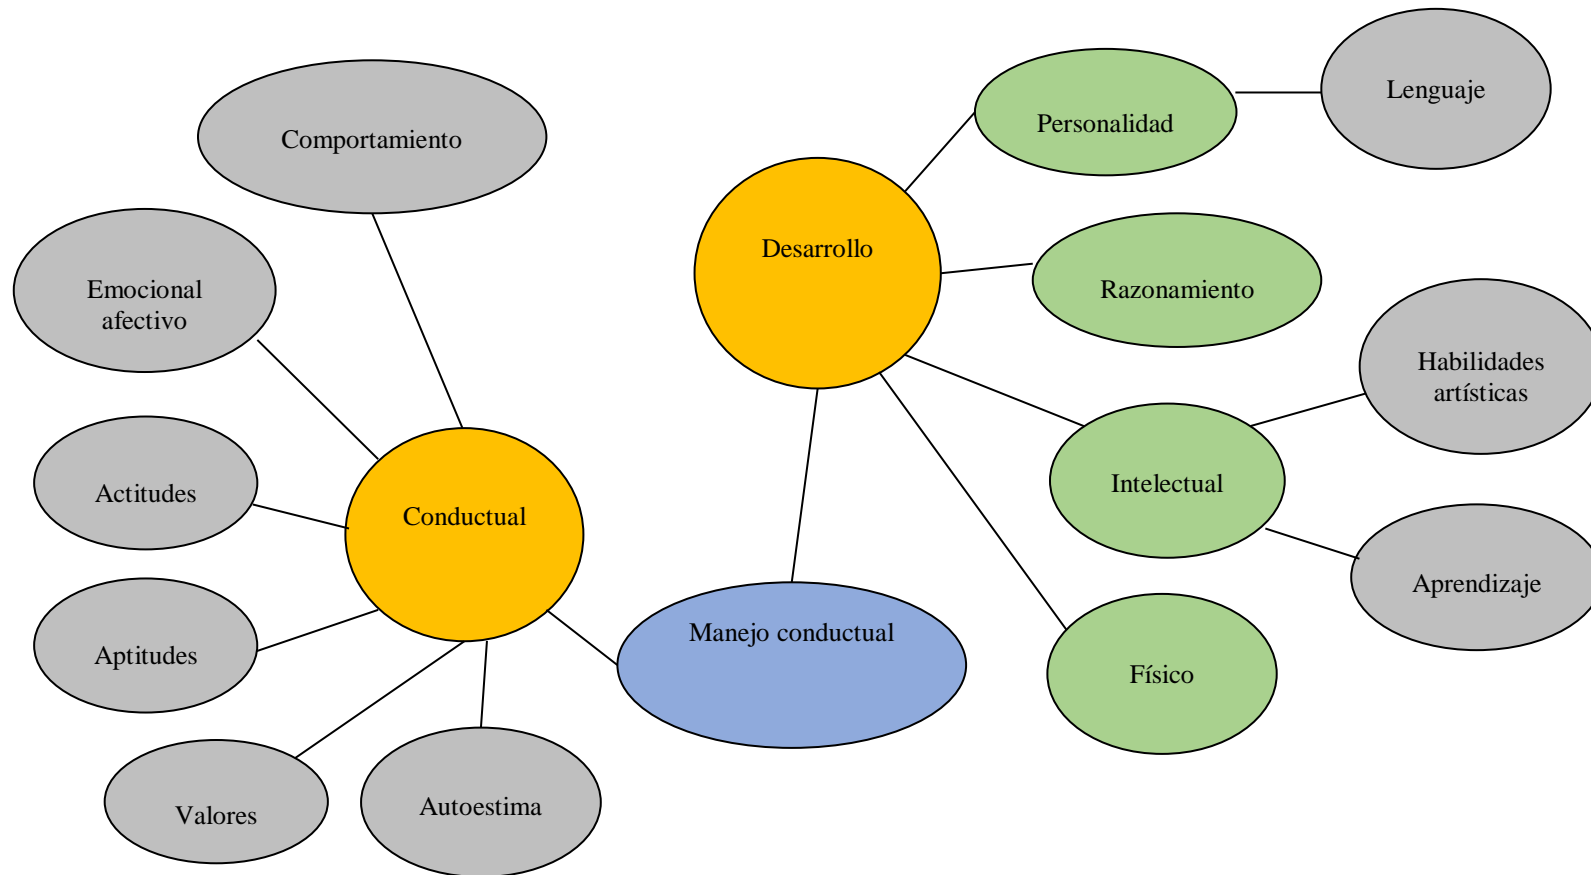 Lenguaje
Personalidad
Comportamiento
Desarrollo
Emocional
afectivo
Razonamiento
Habilidades
artísticas
Actitudes
Intelectual
Conductual
Aprendizaje
Manejo conductual
Aptitudes
Físico
Valores
Autoestima